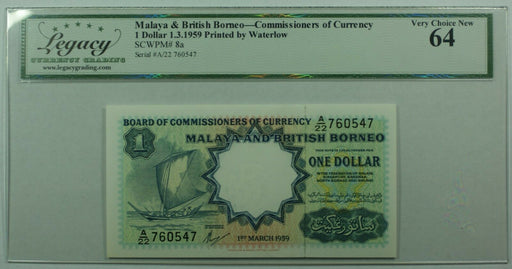 Legacy
CURRENCY GRADING
www.legacygrading.com
Malaya & British Borneo—Commissioners of Currency
1 Dollar 1.3.1959 Printed by Waterlow
SCWPM# 8a
Serial #A/22 760547
Very Choice New
64
BOARD OF COMMISSIONERS OF CURRENCY A/22 760547
1
MALAYA AND BRITISH BORNEO
ONE DOLLAR
A/22 760547
1ST MARCH 1959